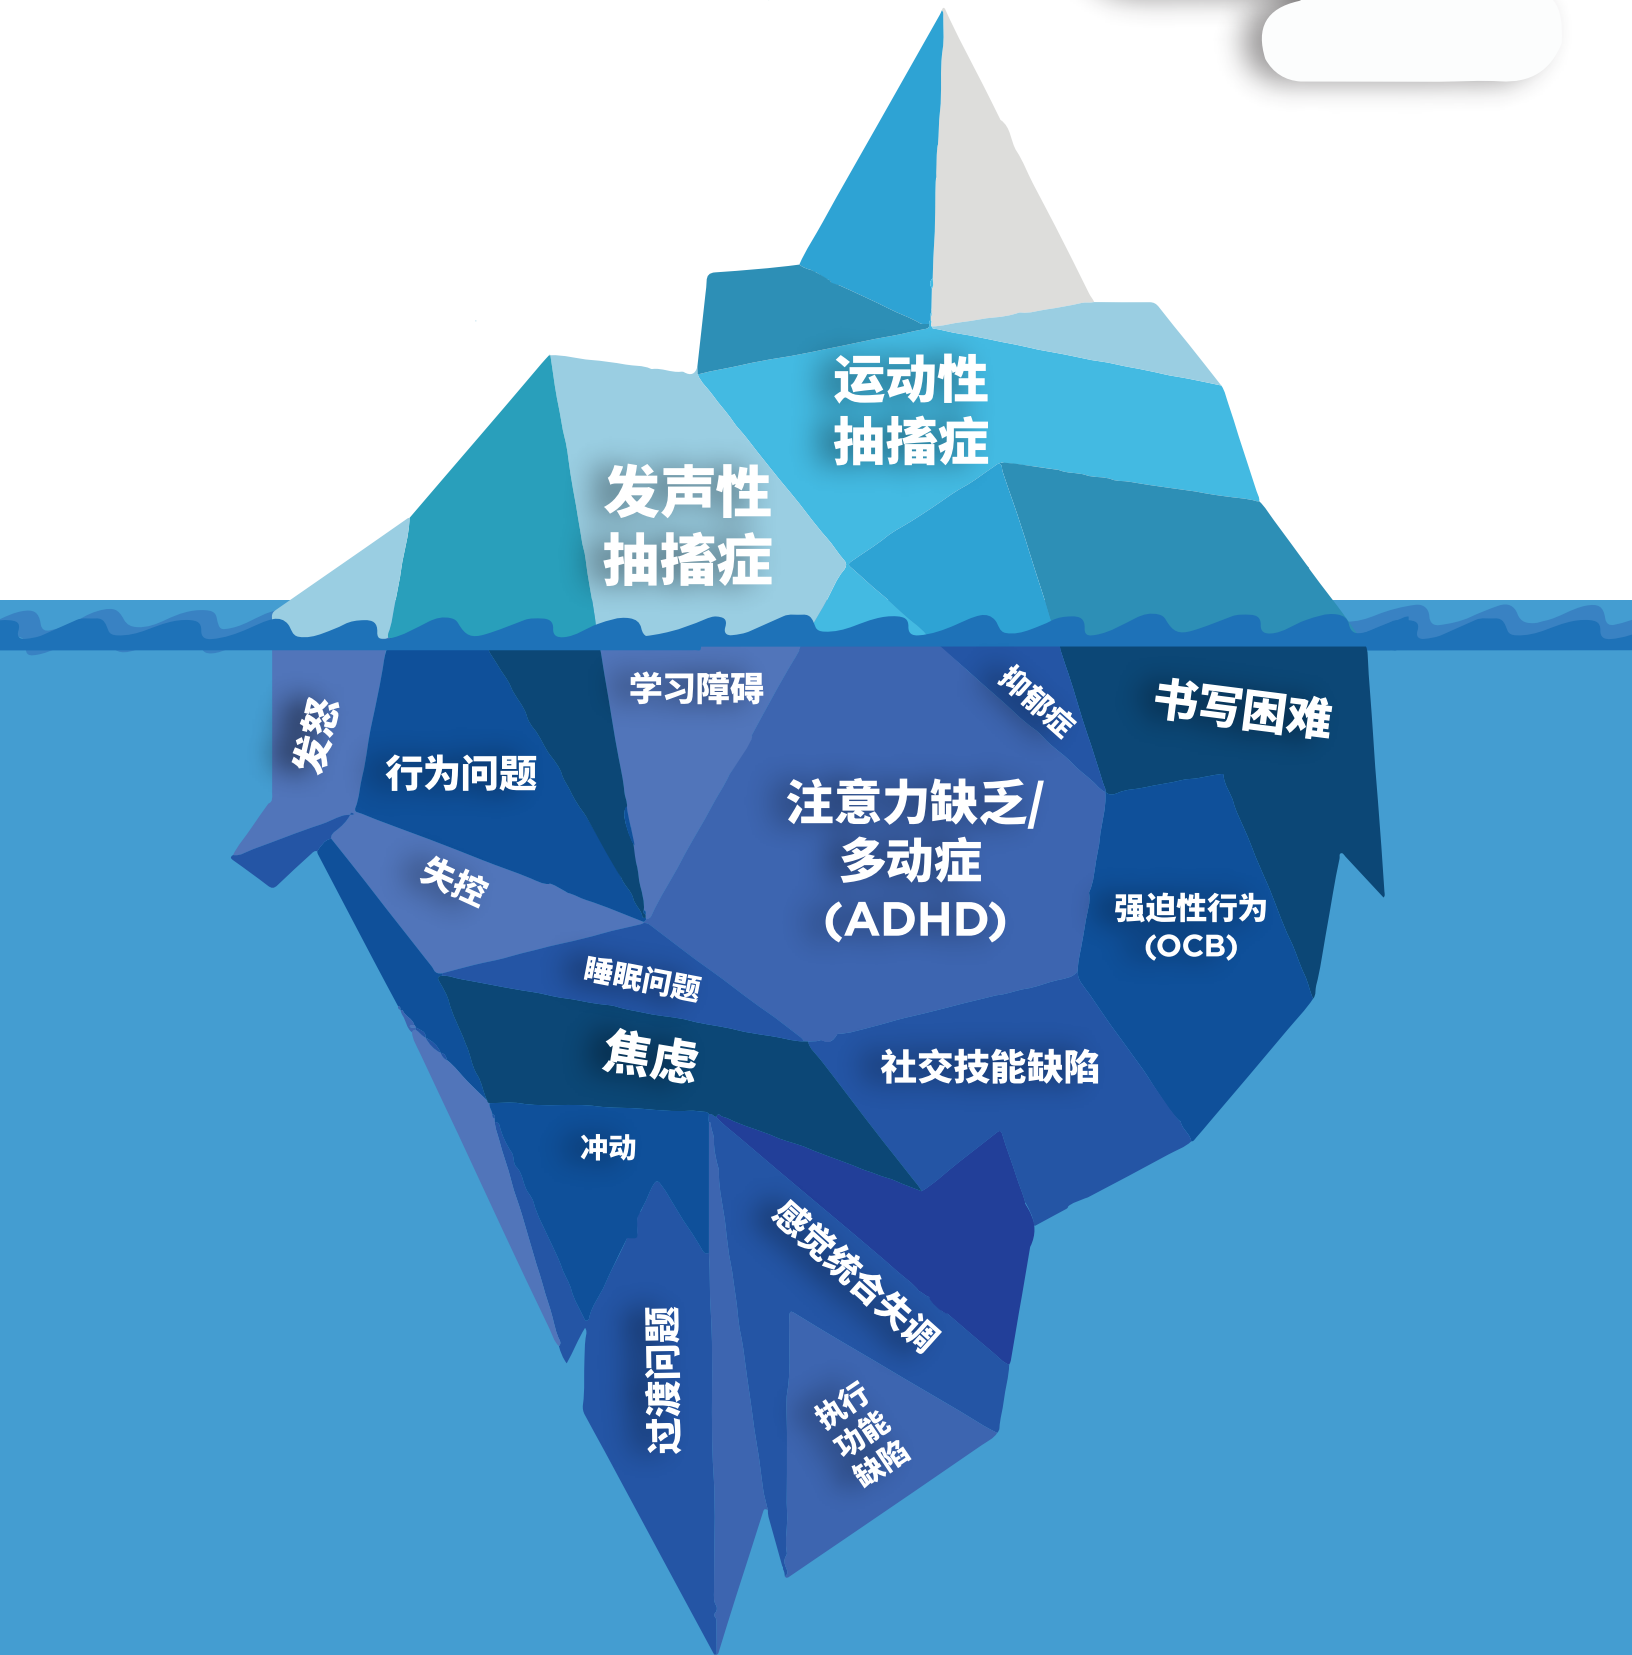 运动性
抽搐症
发声性
抽搐症
学习障碍
抑郁症
书写困难
发怒
行为问题
注意力缺乏/
多动症
(ADHD)
失控
强迫性行为
(OCB)
睡眠问题
焦虑
社交技能缺陷
冲动
感觉统合失调
过渡问题
执行
功能
缺陷